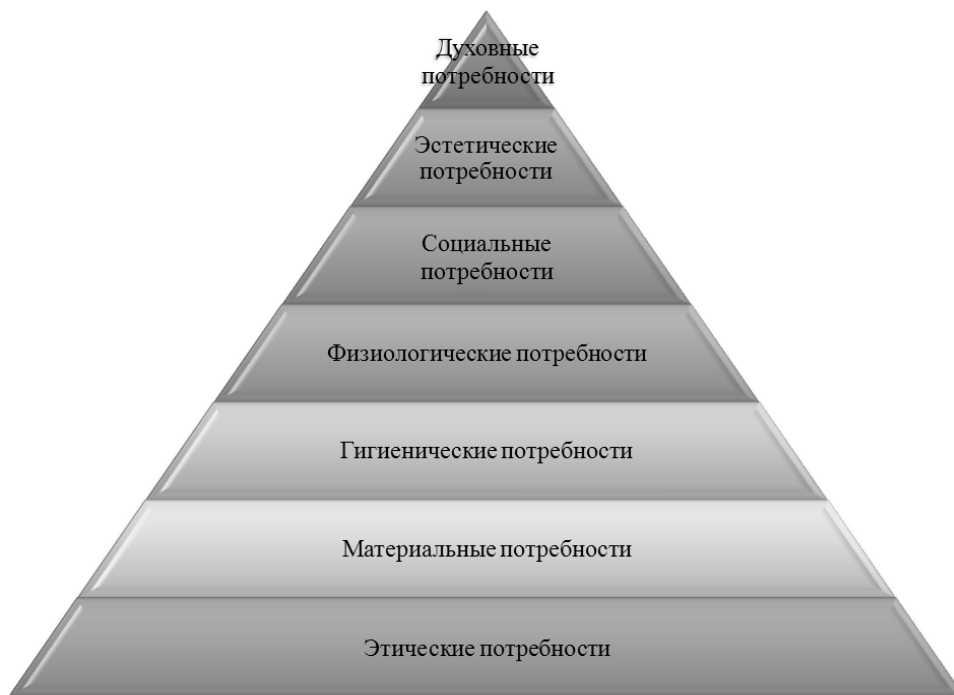 Духовные
потребности
Эстетические
потребности
Социальные
потребности
Физиологические потребности
Гигиенические потребности
Материальные потребности
Этические потребности